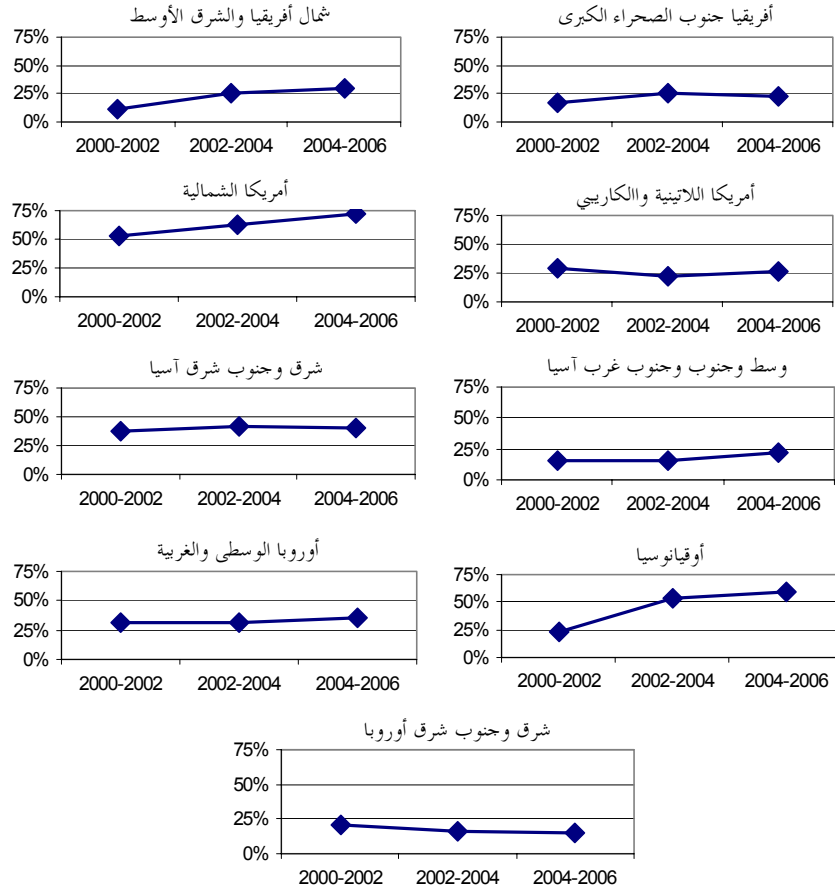 شمال أفريقيا والشرق الأوسط
75%
50%
25%
0%
2000-2002 2002-2004 2004-2006
أفريقيا جنوب الصحراء الكبرى
75%
50%
25%
0%
2000-2002 2002-2004 2004-2006
أمريكا الشمالية
75%
50%
25%
0%
2000-2002 2002-2004 2004-2006
أمريكا اللاتينية واالكاريبي
75%
50%
25%
0%
2000-2002 2002-2004 2004-2006
شرق وجنوب شرق آسيا
75%
50%
25%
0%
2000-2002 2002-2004 2004-2006
وسط وجنوب وجنوب غرب آسيا
75%
50%
25%
0%
2000-2002 2002-2004 2004-2006
أوروبا الوسطى والغربية
75%
50%
25%
0%
2000-2002 2002-2004 2004-2006
أوقيانوسيا
75%
50%
25%
0%
2000-2002 2002-2004 2004-2006
شرق وجنوب شرق أوروبا
75%
50%
25%
0%
2000-2002 2002-2004 2004-2006